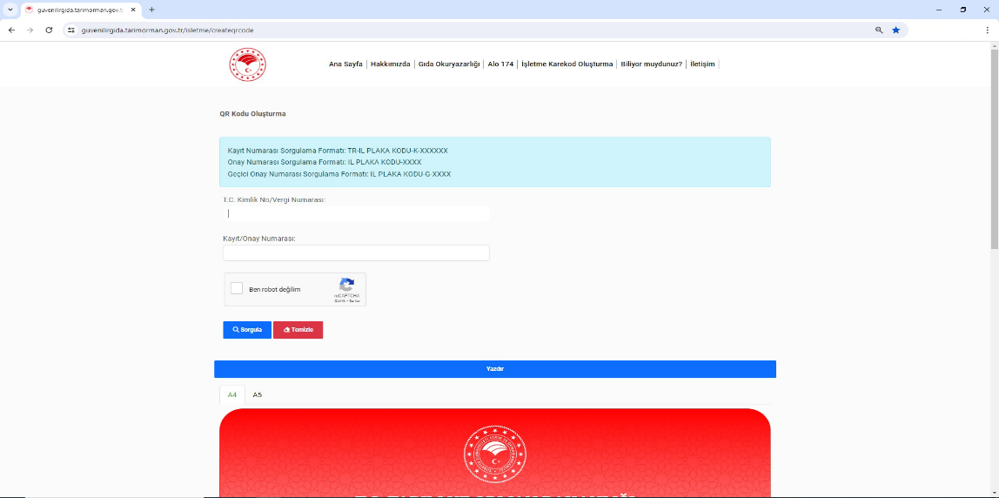 guvenilirgida.tarimorman.gov.tr
guvenilirgida.tarimorman.gov.tr/isletme/createqrcode
Ana Sayfa
Hakkımızda
Gıda Okuryazarlığı
Alo 174
İşletme Karekod Oluşturma
Biliyor muydunuz?
İletişim
QR Kodu Oluşturma
Kayıt Numarası Sorgulama Formatı: TR-IL PLAKA KODU-K-XXXXXX
Onay Numarası Sorgulama Formatı: IL PLAKA KODU-XXXX
Geçici Onay Numarası Sorgulama Formatı: IL PLAKA KODU-G-XXXX
T.C. Kimlik No/Vergi Numarası:
Kayıt/Onay Numarası:
Ben robot değilim
reCAPTCHA
Gizlilik - Şartlar
Sorgula
Temizle
Yazdır
A4
A5